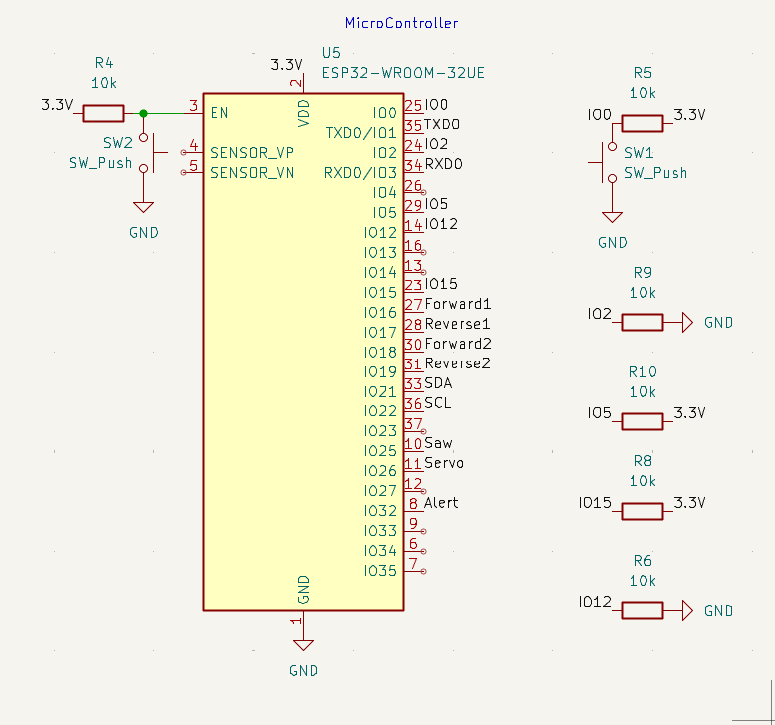 MicroController
R4
10k
3.3V
SW2
SW_Push
GND
3.3V
U5
ESP32-WROOM-32UE
2
VDD
3 EN
4 SENSOR_VP
5 SENSOR_VN
IO0 25 IO0
TXD0/IO1 35 TXD0
IO2 24 IO2
RXD0/IO3 34 RXD0
IO4 26
IO5 29 IO5
IO12 14 IO12
IO13 16
IO14 13
IO15 23 IO15
IO16 27 Forward1
IO17 28 Reverse1
IO18 30 Forward2
IO19 31 Reverse2
IO21 33 SDA
IO22 36 SCL
IO23 37
IO25 10 Saw
IO26 11 Servo
IO27 12
IO32 8 Alert
IO33 9
IO34 6
IO35 7
GND
1
GND
R5
10k
IO0 3.3V
SW1
SW_Push
GND
R9
10k
IO2 GND
R10
10k
IO5 3.3V
R8
10k
IO15 3.3V
R6
10k
IO12 GND